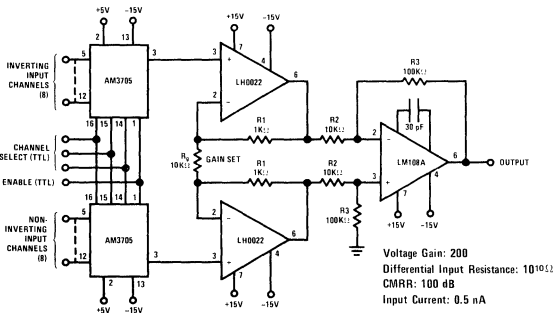 +5V -15V
2 13
INVERTING INPUT CHANNELS (8)
5
12
AM3705
3
16 15 14 1
CHANNEL SELECT (TTL)
ENABLE (TTL)
16 15 14 1
NON-INVERTING INPUT CHANNELS (8)
5
12
AM3705
3
2 13
+5V -15V
+15V -15V
7 4
3 +
2 −
LH0022
6
R1 1KΩ
R2 10KΩ
Rg 10KΩ
GAIN SET
R1 1KΩ
R2 10KΩ
2 −
3 +
LH0022
6
7 4
+15V -15V
R3 100KΩ
30 pF
2 −
3 +
LM108A
6
OUTPUT
7 4
+15V -15V
R3 100KΩ
Voltage Gain: 200
Differential Input Resistance: 10¹⁰Ω
CMRR: 100 dB
Input Current: 0.5 nA